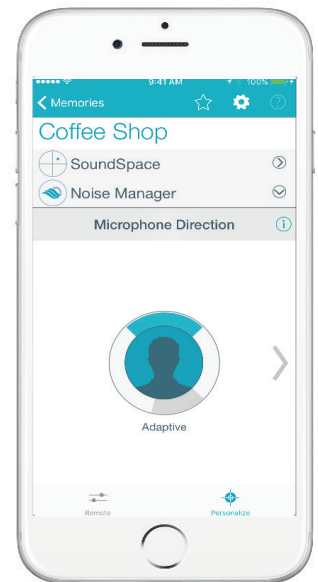 9:41 AM 100%
Memories
Coffee Shop
SoundSpace
Noise Manager
Microphone Direction
Adaptive
Remote Personalize